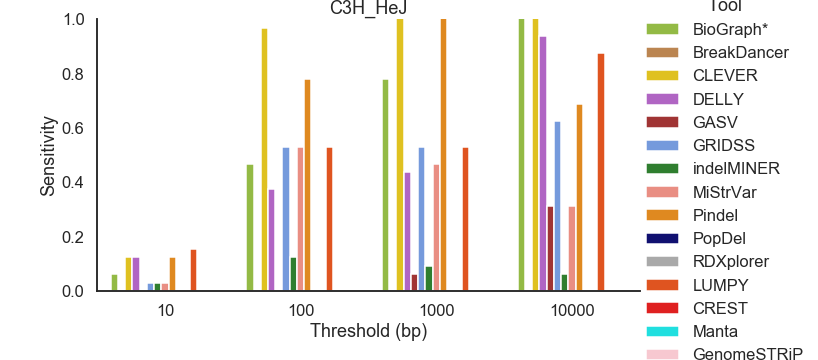 C3H_HeJ
Tool
1.0
0.8
0.6
0.4
0.2
0.0
Sensitivity
10
100
1000
10000
Threshold (bp)
BioGraph*
BreakDancer
CLEVER
DELLY
GASV
GRIDSS
indelMINER
MiStrVar
Pindel
PopDel
RDXplorer
LUMPY
CREST
Manta
GenomeSTRiP